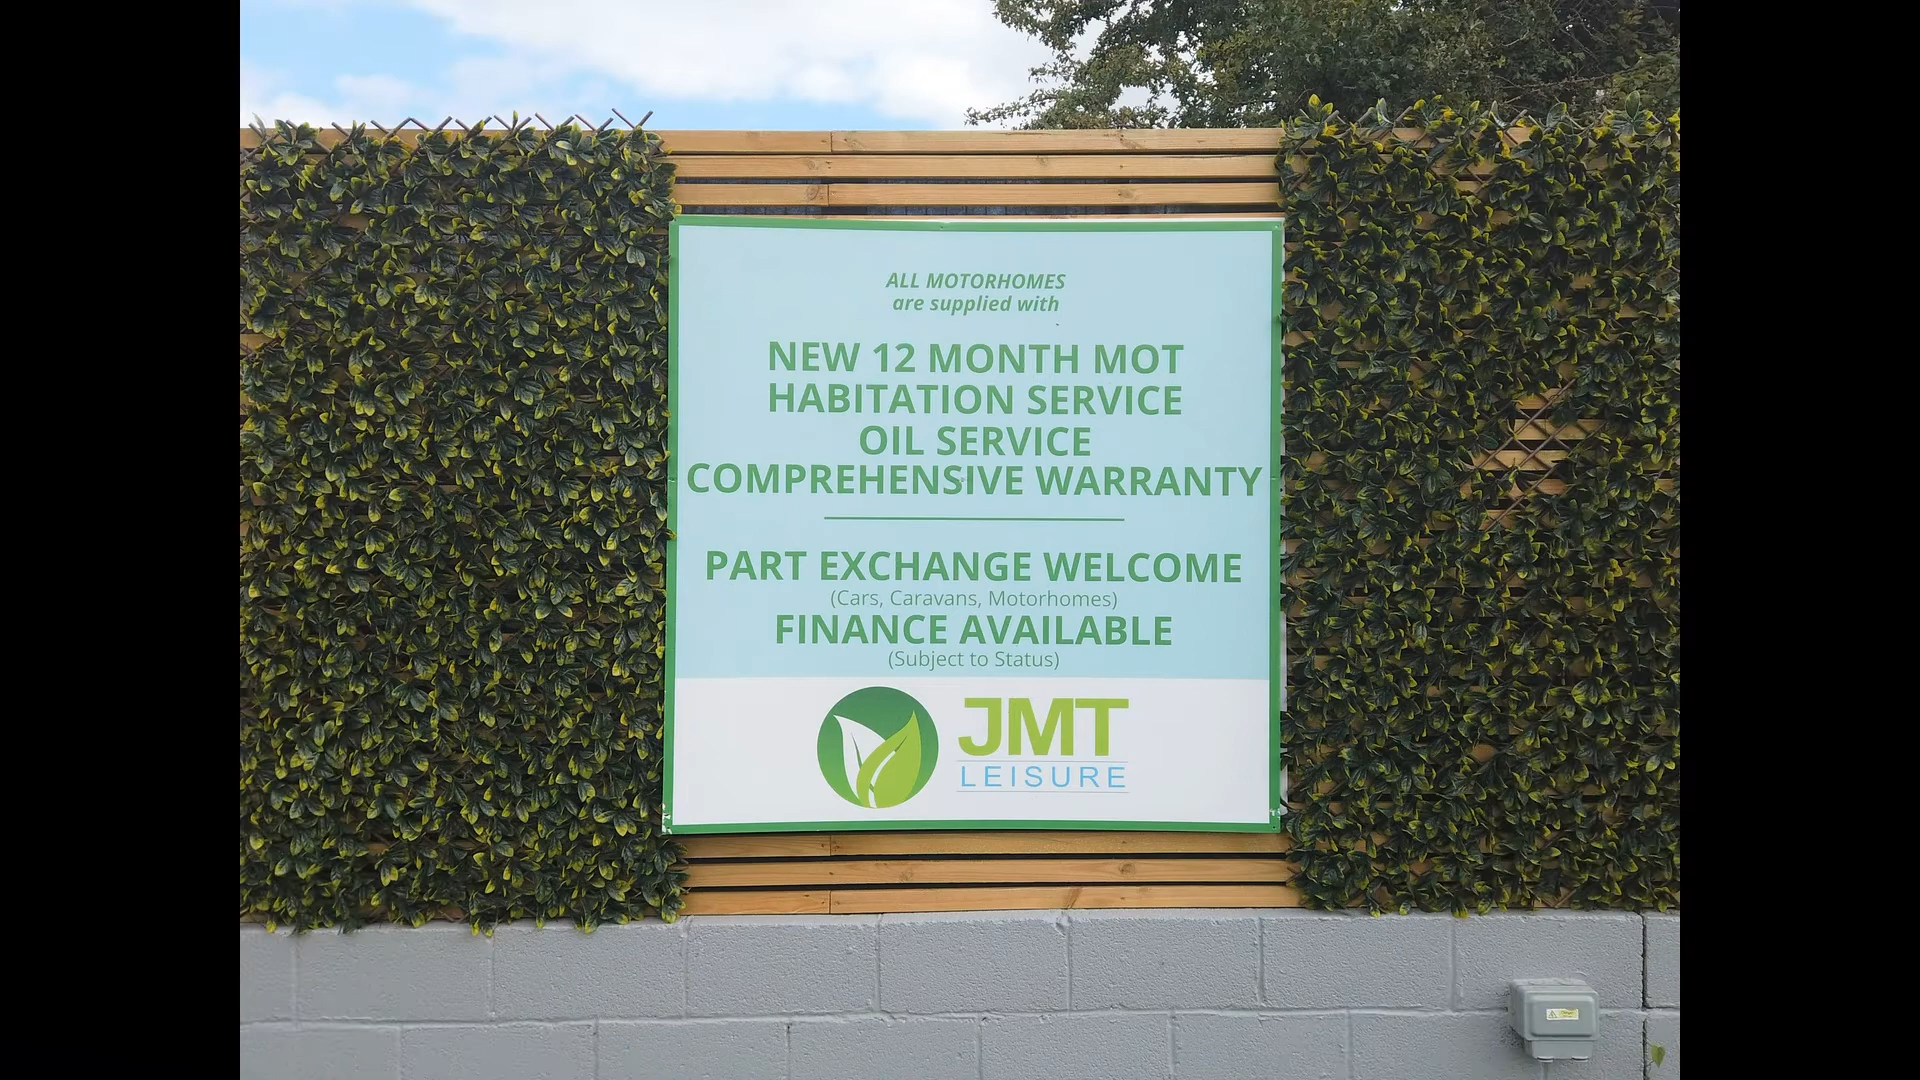 ALL MOTORHOMES
are supplied with
NEW 12 MONTH MOT
HABITATION SERVICE
OIL SERVICE
COMPREHENSIVE WARRANTY
PART EXCHANGE WELCOME
(Cars, Caravans, Motorhomes)
FINANCE AVAILABLE
(Subject to Status)
JMT
LEISURE